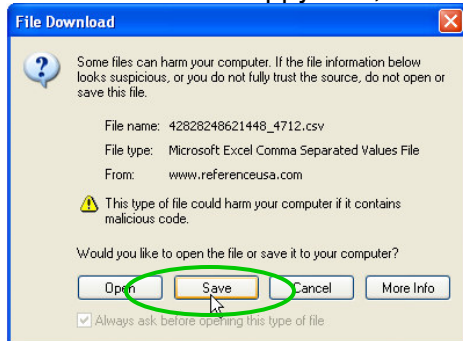 File Download
Some files can harm your computer. If the file information below
looks suspicious, or you do not fully trust the source, do not open or
save this file.
File name: 42828248621448_4712.csv
File type: Microsoft Excel Comma Separated Values File
From: www.referenceusa.com
This type of file could harm your computer if it contains
malicious code.
Would you like to open the file or save it to your computer?
Open Save Cancel More Info
Always ask before opening this type of file